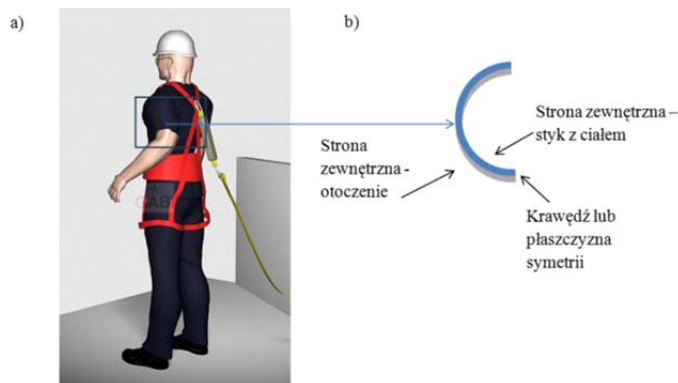 a)
b)
Strona zewnętrzna –
styk z ciałem
Strona
zewnętrzna -
otoczenie
Krawędź lub
płaszczyzna
symetrii